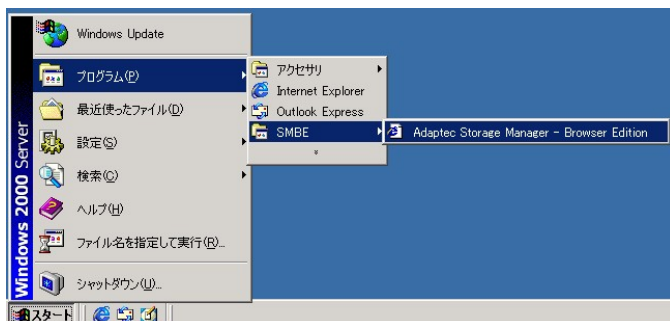 Windows Update
プログラム(P)
最近使ったファイル(D)
設定(S)
検索(C)
ヘルプ(H)
ファイル名を指定して実行(R)...
シャットダウン(U)...
Windows 2000 Server
アクセサリ
Internet Explorer
Outlook Express
SMBE
Adaptec Storage Manager - Browser Edition
スタート